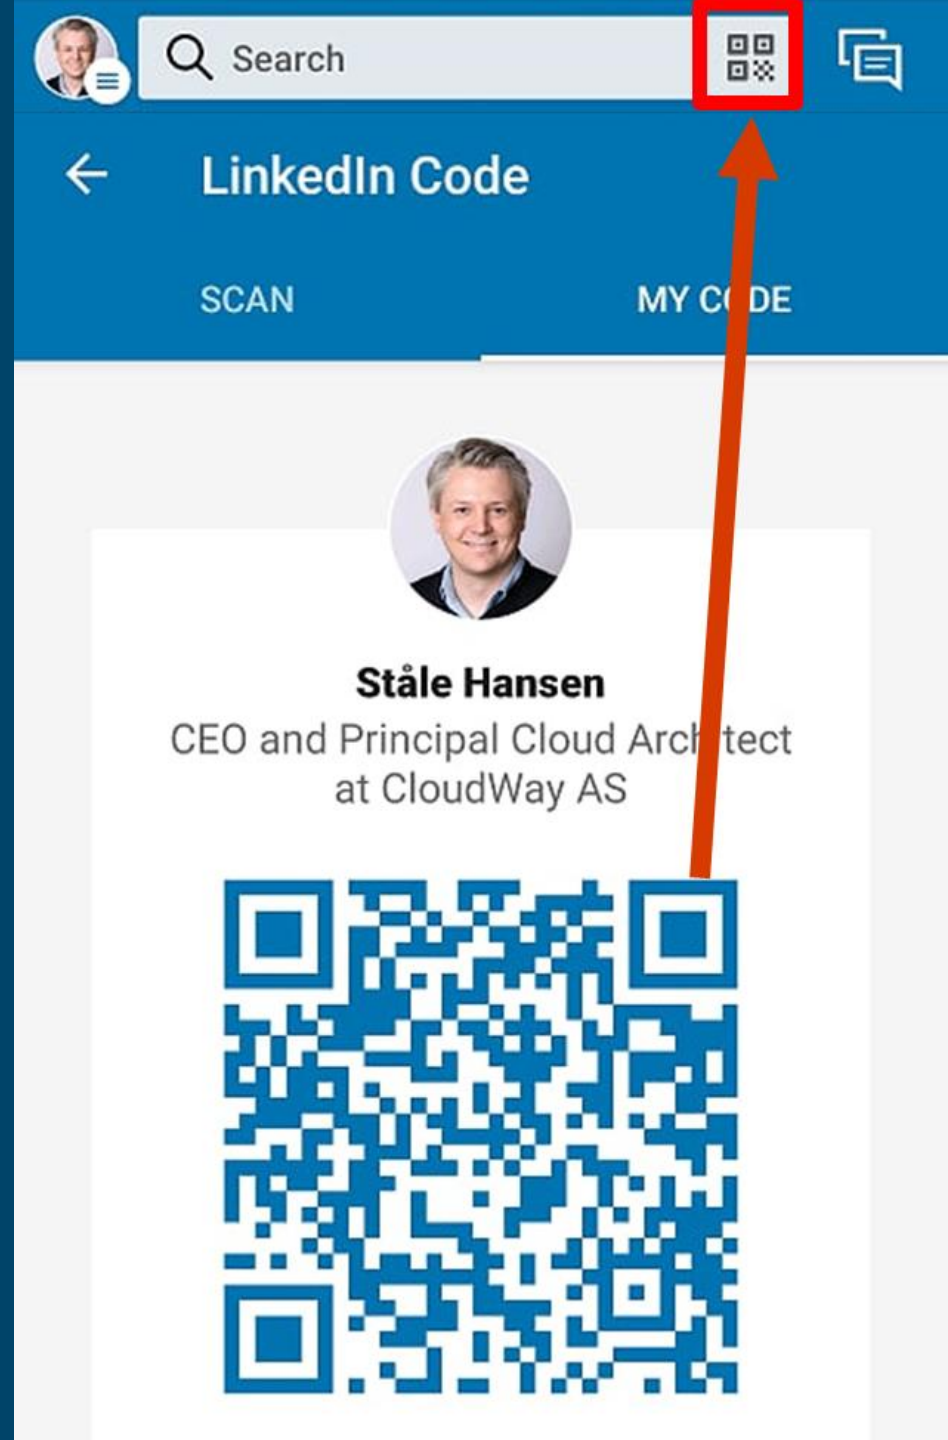 Search
LinkedIn Code
SCAN
MY CODE
Ståle Hansen
CEO and Principal Cloud Architect
at CloudWay AS